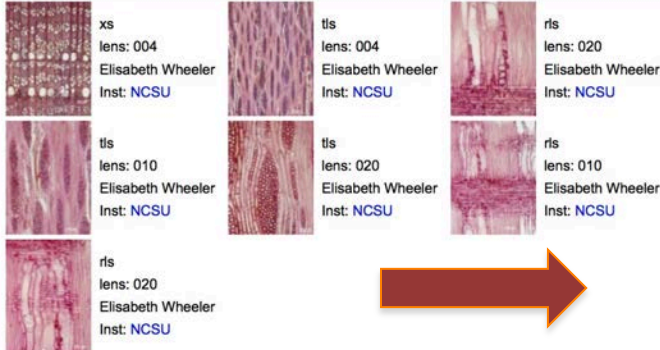 xs
lens: 004
Elisabeth Wheeler
Inst: NCSU
tls
lens: 004
Elisabeth Wheeler
Inst: NCSU
rls
lens: 020
Elisabeth Wheeler
Inst: NCSU
tls
lens: 010
Elisabeth Wheeler
Inst: NCSU
tls
lens: 020
Elisabeth Wheeler
Inst: NCSU
rls
lens: 010
Elisabeth Wheeler
Inst: NCSU
rls
lens: 020
Elisabeth Wheeler
Inst: NCSU